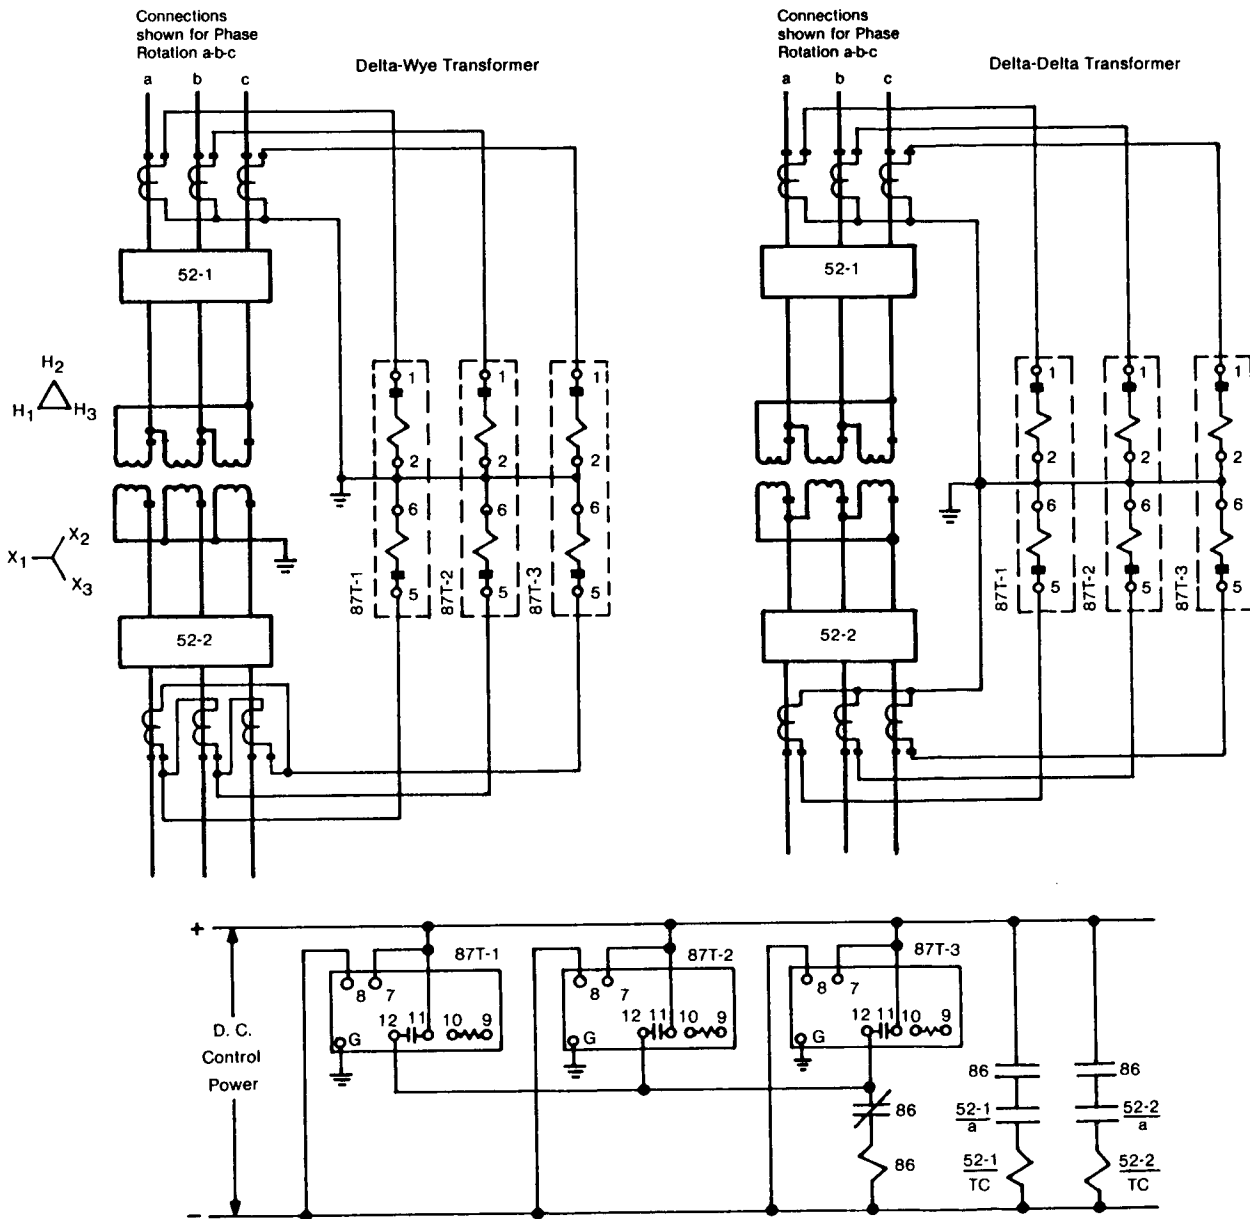 Connections
shown for Phase
Rotation a-b-c
a b c
Delta-Wye Transformer
52-1
H2
H1 H3
X1 X2
X3
1 1 1
2 2 2
6 6 6
5 5 5
87T-1 87T-2 87T-3
52-2
Connections
shown for Phase
Rotation a-b-c
a b c
Delta-Delta Transformer
52-1
1 1 1
2 2 2
6 6 6
5 5 5
87T-1 87T-2 87T-3
52-2
+
D. C.
Control
Power
-
87T-1
8 7
12 11 10 9
G
87T-2
8 7
12 11 10 9
G
87T-3
8 7
12 11 10 9
G
86
86
86
52-1
a
52-1
TC
86
52-2
a
52-2
TC